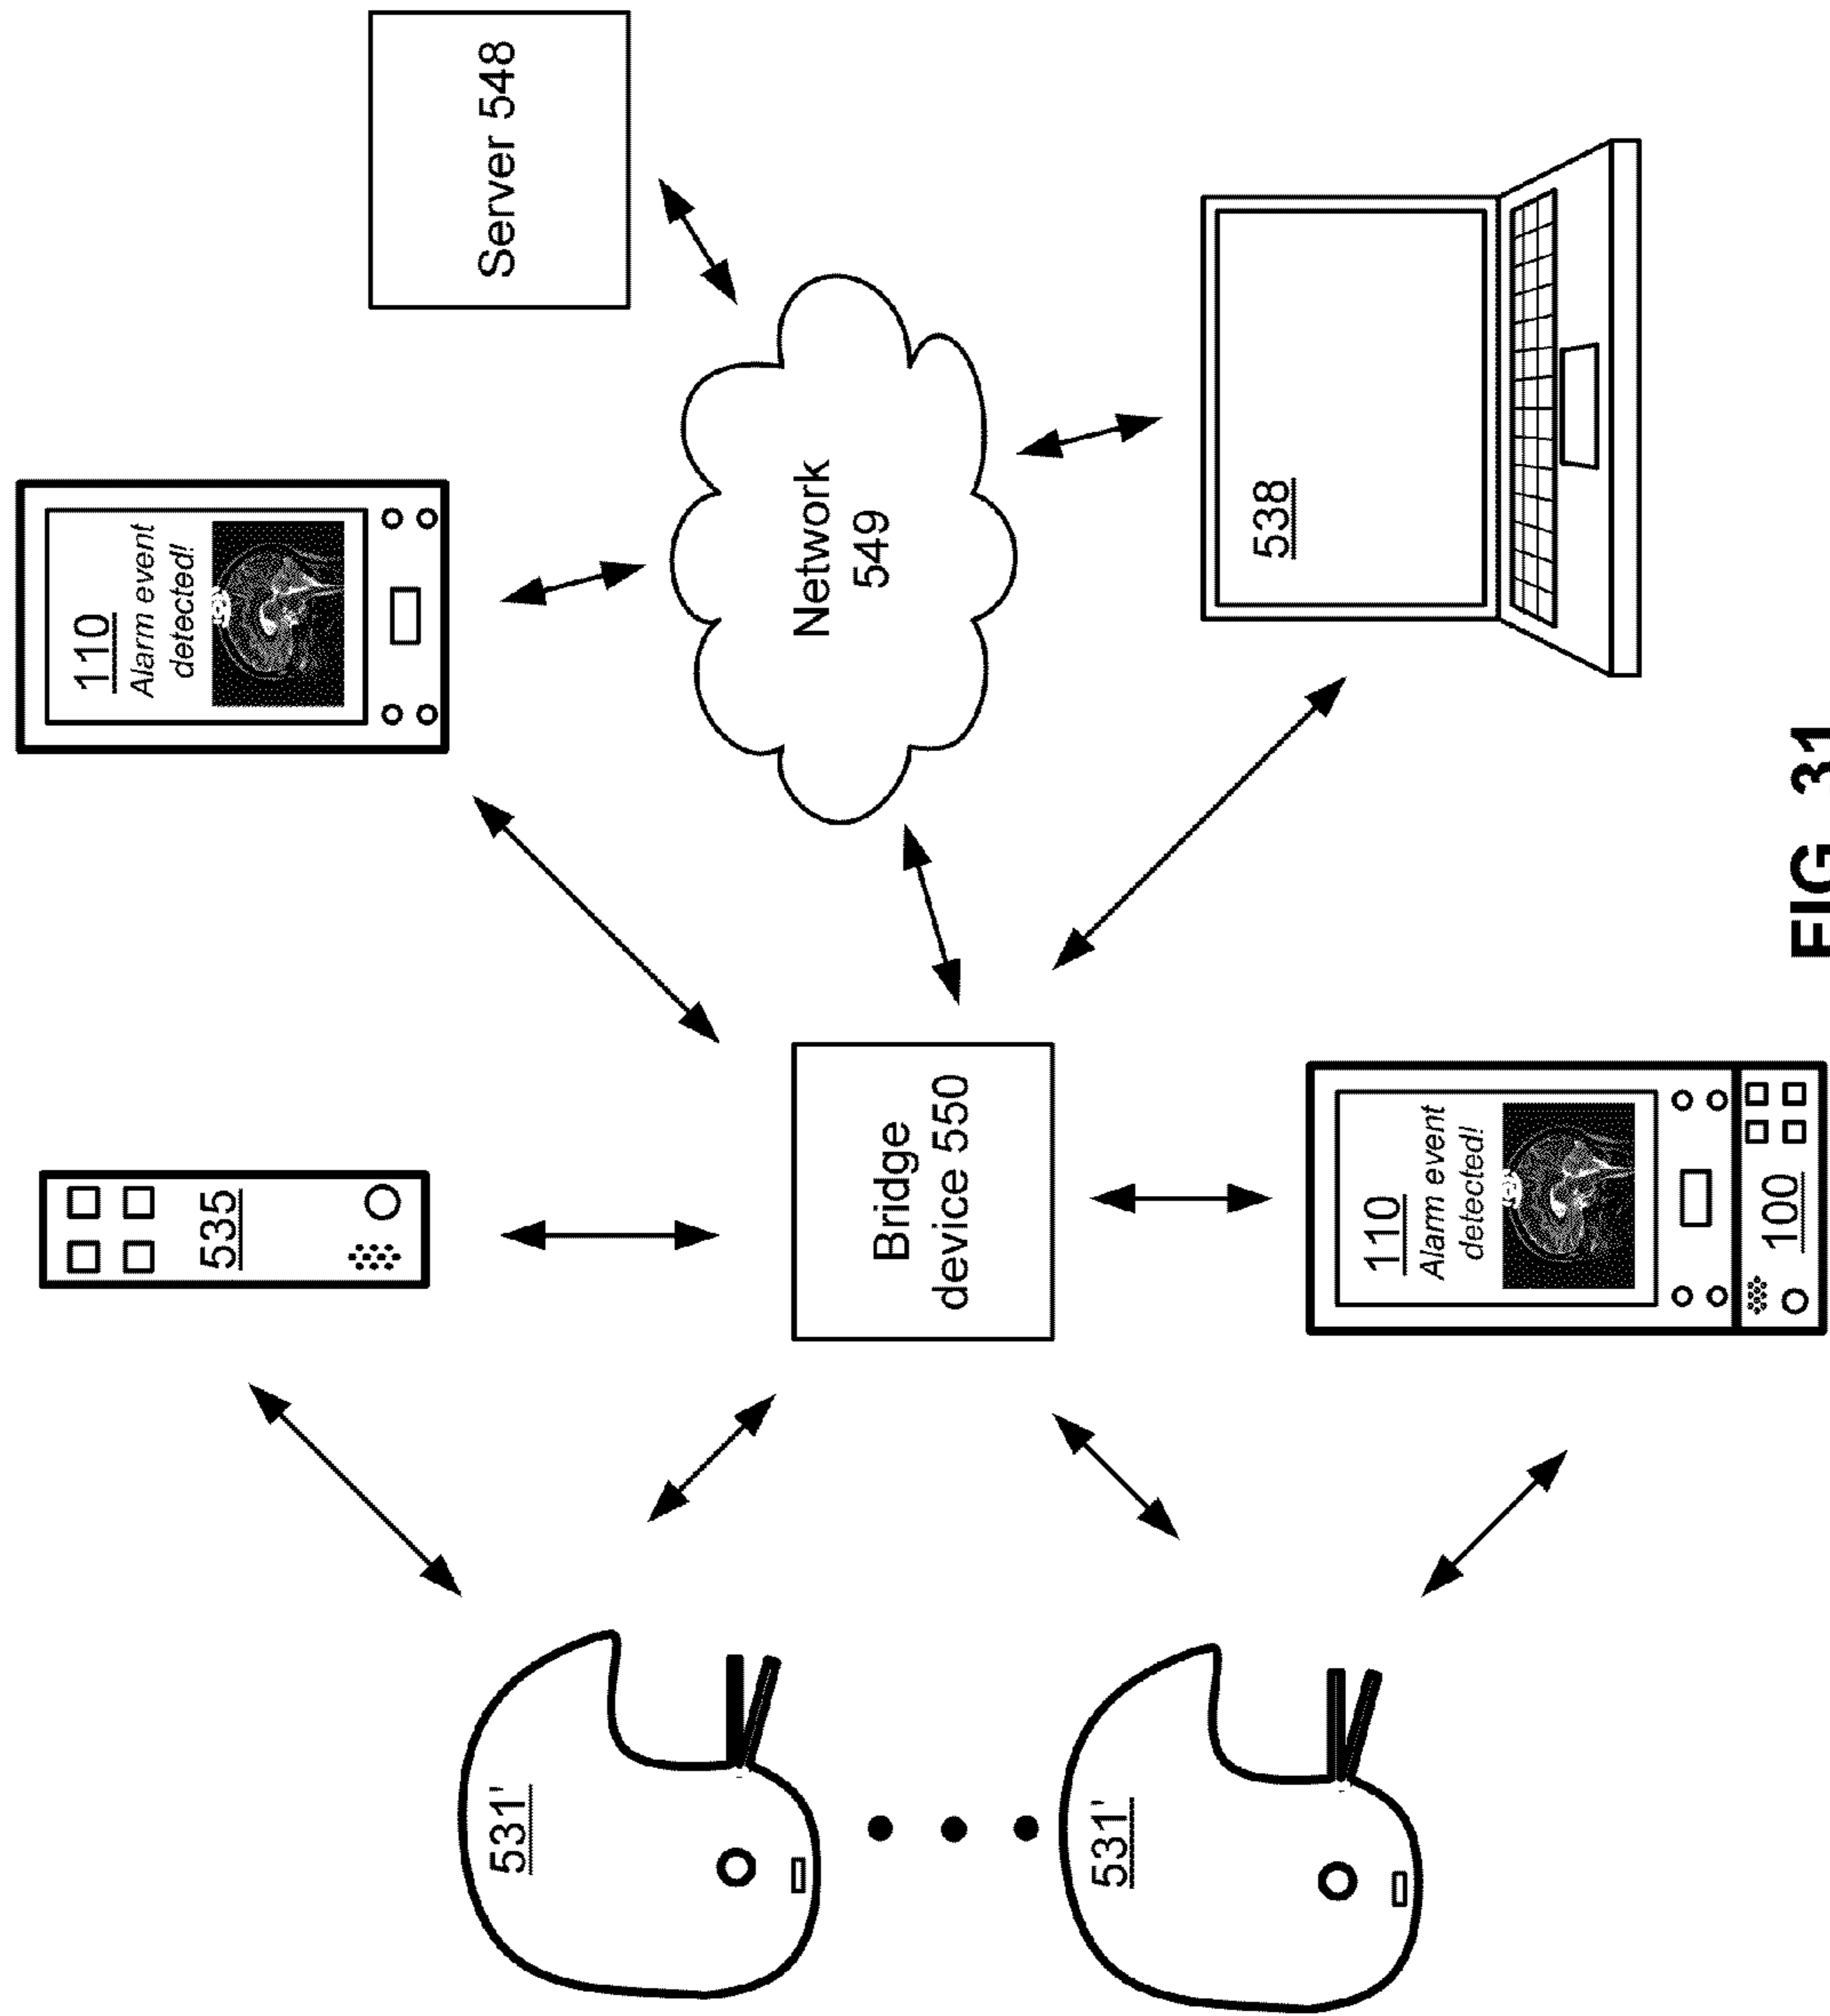 531'
531'
535
Bridge
device 550
110
Alarm event
detected!
100
110
Alarm event
detected!
Network
549
538
Server 548
FIG. 31